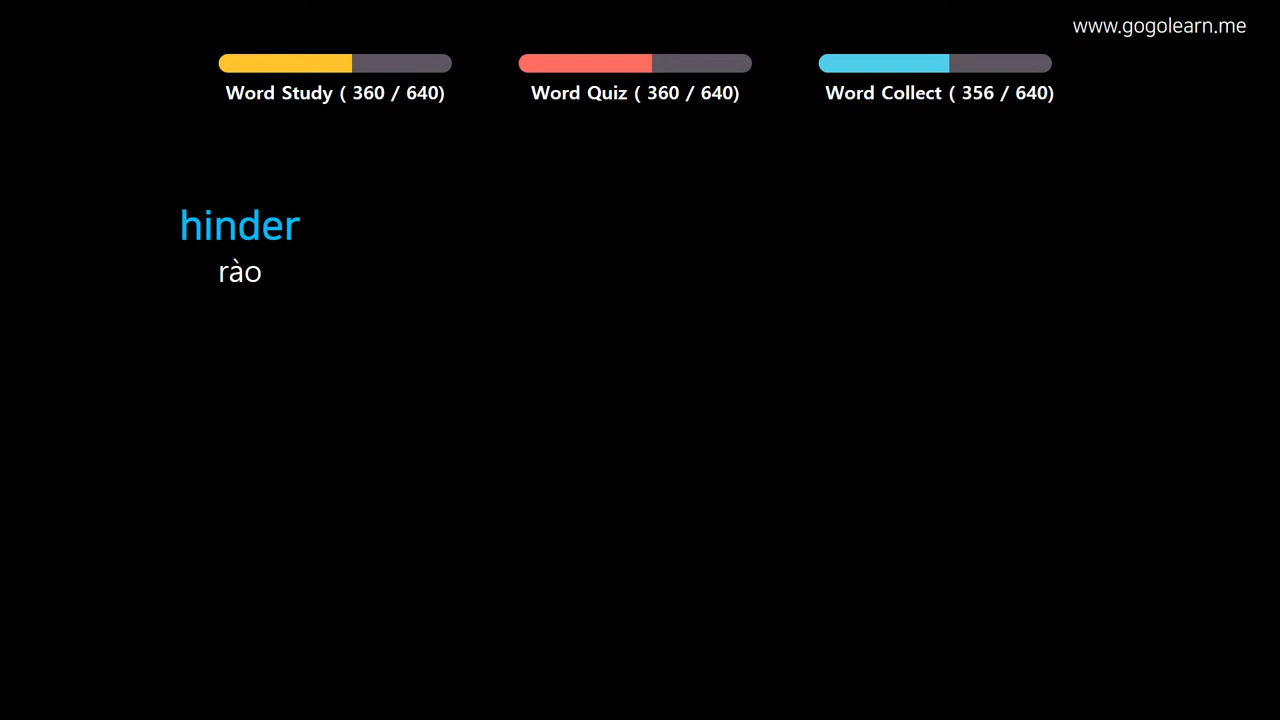 www.gogolearn.me
Word Study ( 360 / 640)
Word Quiz ( 360 / 640)
Word Collect ( 356 / 640)
hinder
rào